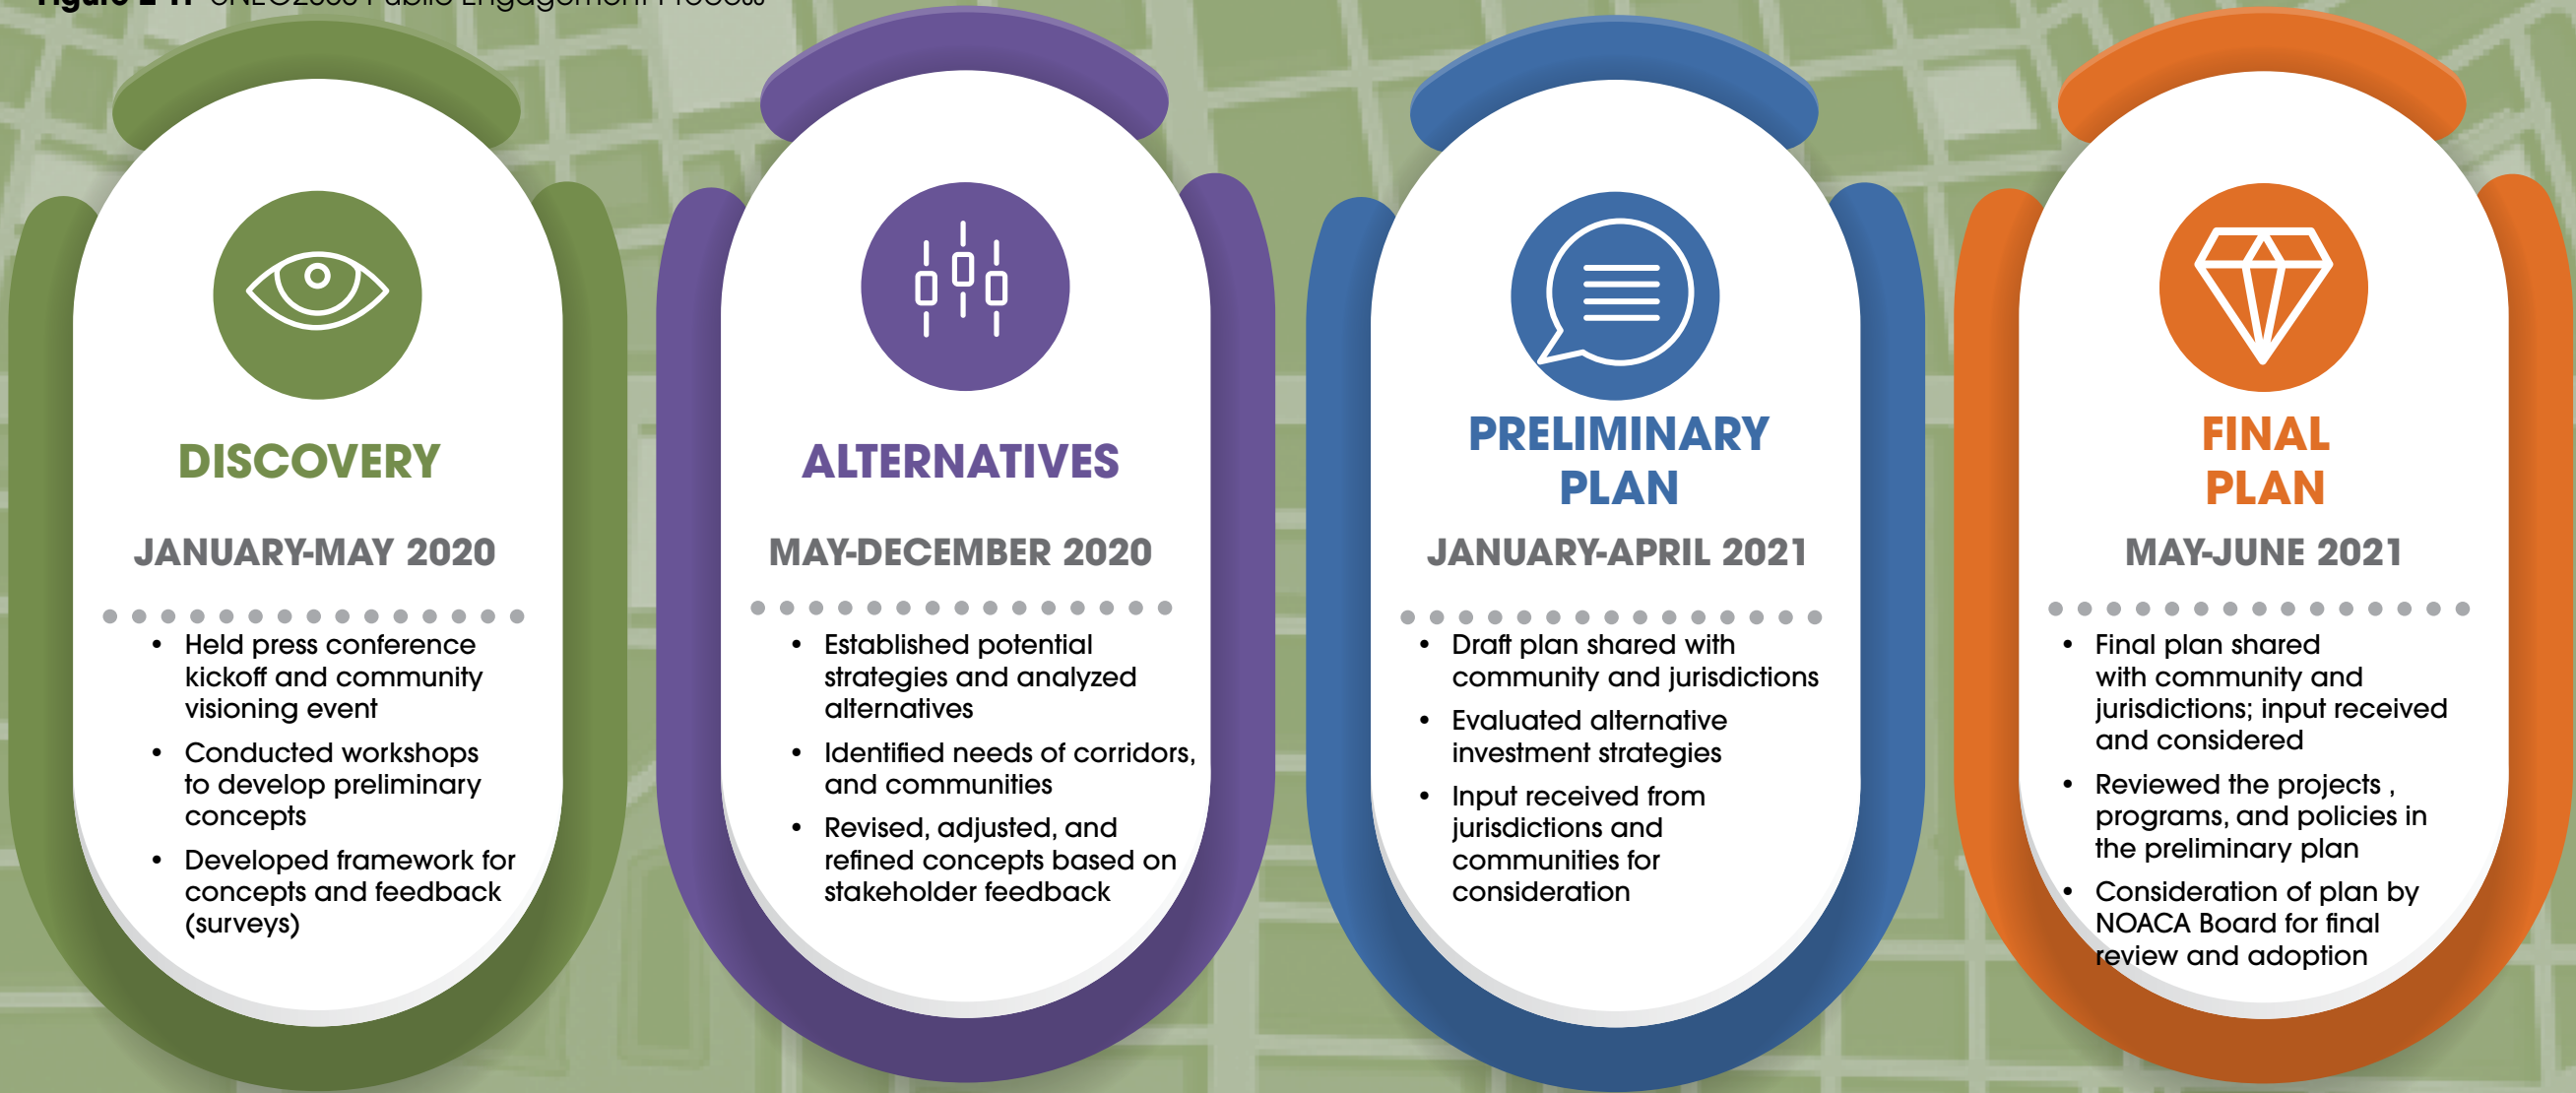 Public Engagement Process
DISCOVERY
JANUARY-MAY 2020
• Held press conference
kickoff and community
visioning event
• Conducted workshops
to develop preliminary
concepts
• Developed framework for
concepts and feedback
(surveys)
ALTERNATIVES
MAY-DECEMBER 2020
• Established potential
strategies and analyzed
alternatives
• Identified needs of corridors,
and communities
• Revised, adjusted, and
refined concepts based on
stakeholder feedback
PRELIMINARY
PLAN
JANUARY-APRIL 2021
• Draft plan shared with
community and jurisdictions
• Evaluated alternative
investment strategies
• Input received from
jurisdictions and
communities for
consideration
FINAL
PLAN
MAY-JUNE 2021
• Final plan shared
with community and
jurisdictions; input received
and considered
• Reviewed the projects ,
programs, and policies in
the preliminary plan
• Consideration of plan by
NOACA Board for final
review and adoption